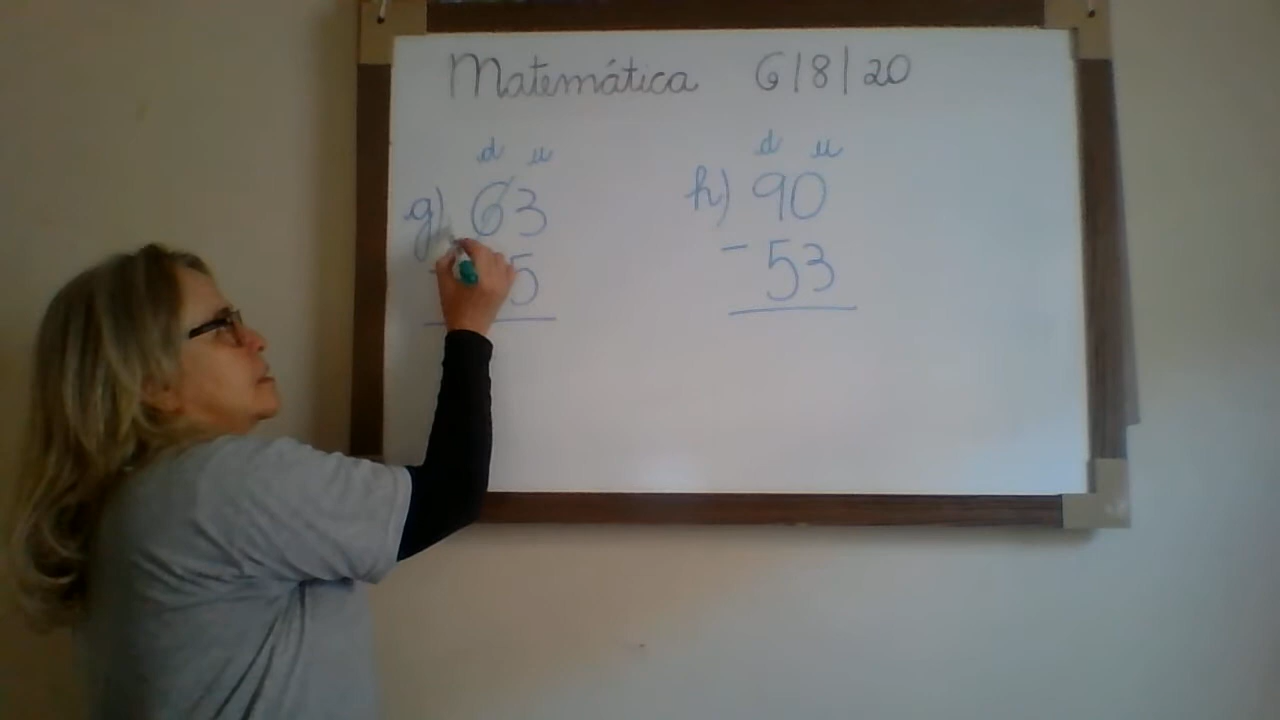 Matemática 6|8|20
d u d u
g) 63 h) 90
- 5 - 53